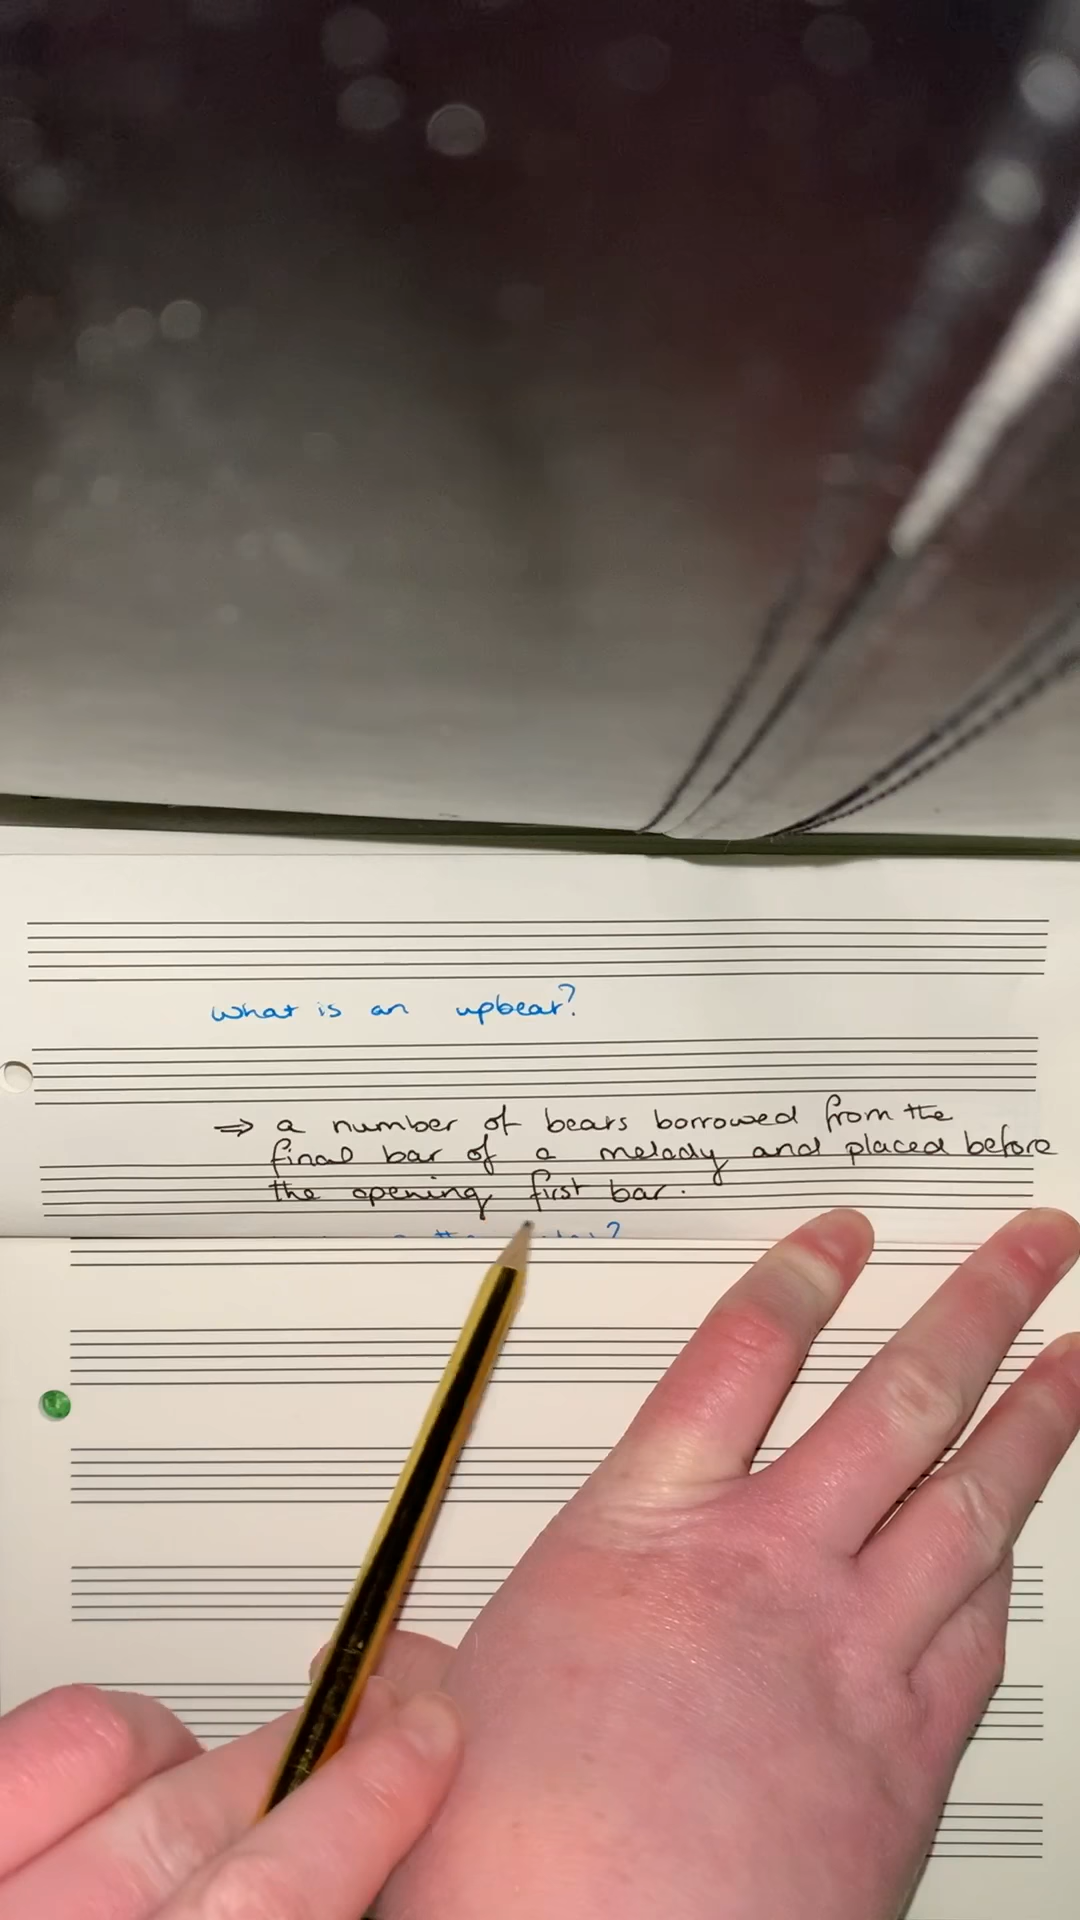 What is an upbeat?
⇒ a number of beats borrowed from the
final bar of a melody and placed before
the opening first bar.